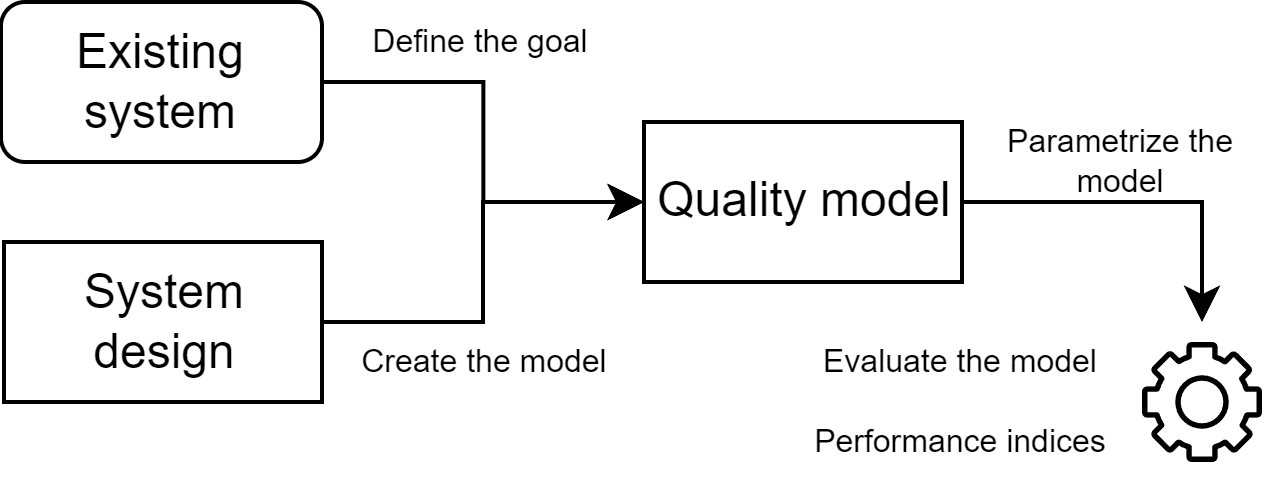 Existing
system
Define the goal
Quality model
Parametrize the
model
System
design
Create the model
Evaluate the model
Performance indices